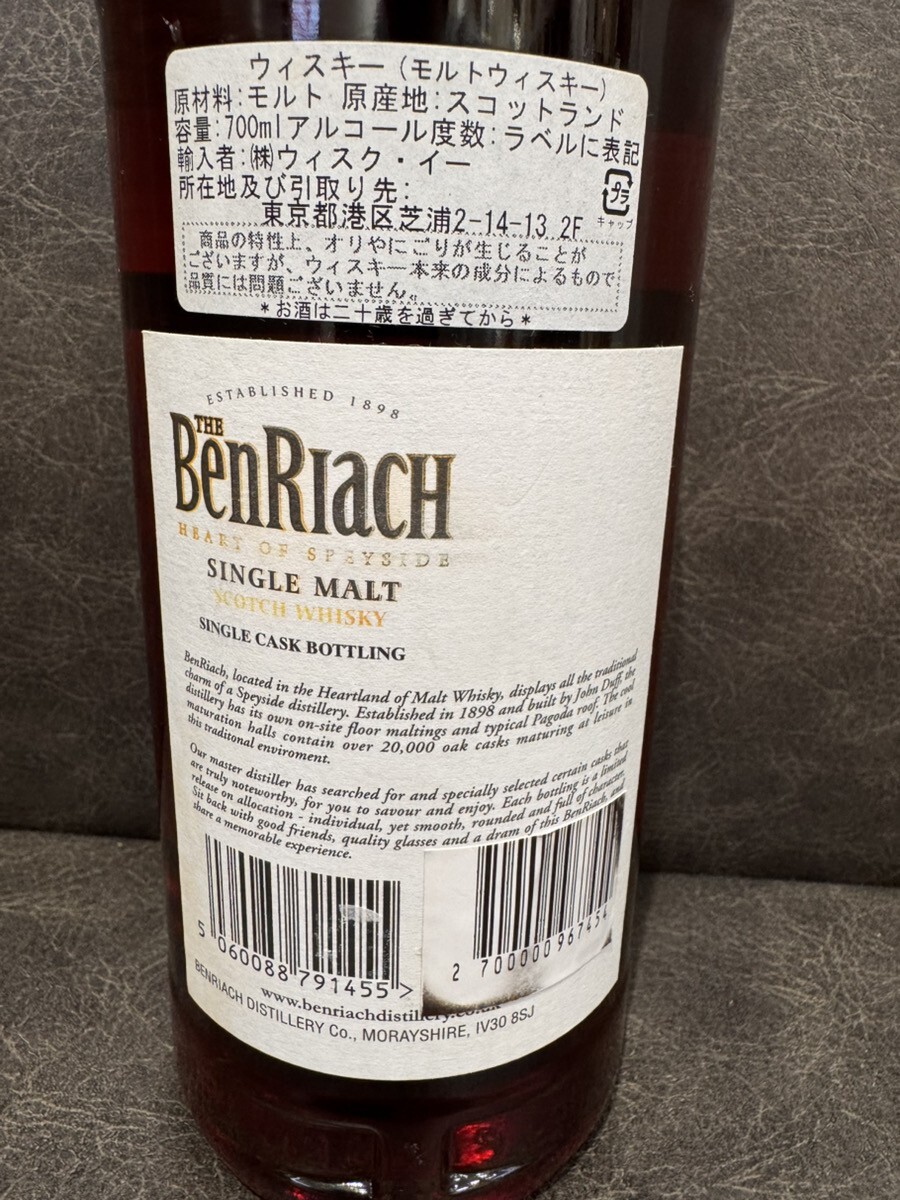 ウィスキー（モルトウィスキー）
原材料:モルト 原産地:スコットランド
容量:700mlアルコール度数:ラベルに表記
輸入者:㈱ウィスク・イー
所在地及び引取り先:
プラ
キャップ
東京都港区芝浦2-14-13 2F
商品の特性上、オリやにごりが生じることが
ございますが、ウィスキー本来の成分によるもので
品質には問題ございません。
*お酒は二十歳を過ぎてから*
ESTABLISHED 1898
THE
BENRIACH
HEART OF SPEYSIDE
SINGLE MALT
SCOTCH WHISKY
SINGLE CASK BOTTLING
BenRiach, located in the Heartland of Malt Whisky, displays all the traditional
charm of a Speyside distillery. Established in 1898 and built by John Duff, the
distillery has its own on-site floor maltings and typical Pagoda roof. The cool
maturation halls contain over 20,000 oak casks maturing at leisure in
this traditonal enviroment.
Our master distiller has searched for and specially selected certain casks that
are truly noteworthy, for you to savour and enjoy. Each bottling is a limited
release on allocation - individual, yet smooth, rounded and full of character.
Sit back with good friends, quality glasses and a dram of this BenRiach, and
share a memorable experience.
5 060088 791455 >
2 700000 967454
www.benriachdistillery.co.uk
BENRIACH DISTILLERY Co., MORAYSHIRE, IV30 8SJ